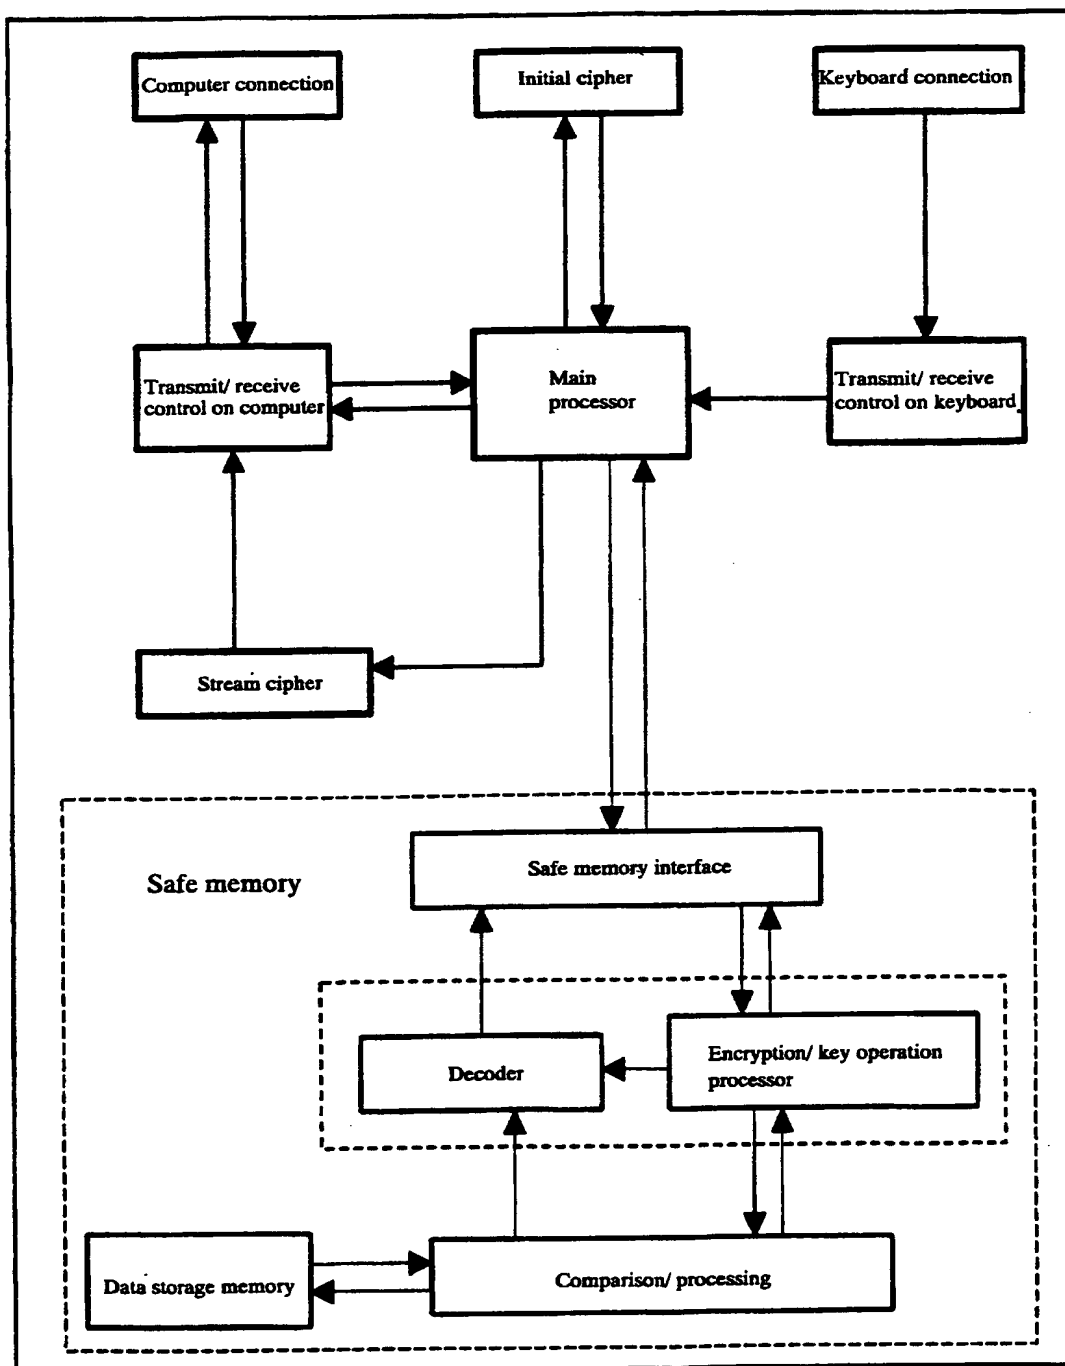 Computer connection
Initial cipher
Keyboard connection
Transmit/ receive
control on computer
Main
processor
Transmit/ receive
control on keyboard
Stream cipher
Safe memory interface
Safe memory
Decoder
Encryption/ key operation
processor
Data storage memory
Comparison/ processing